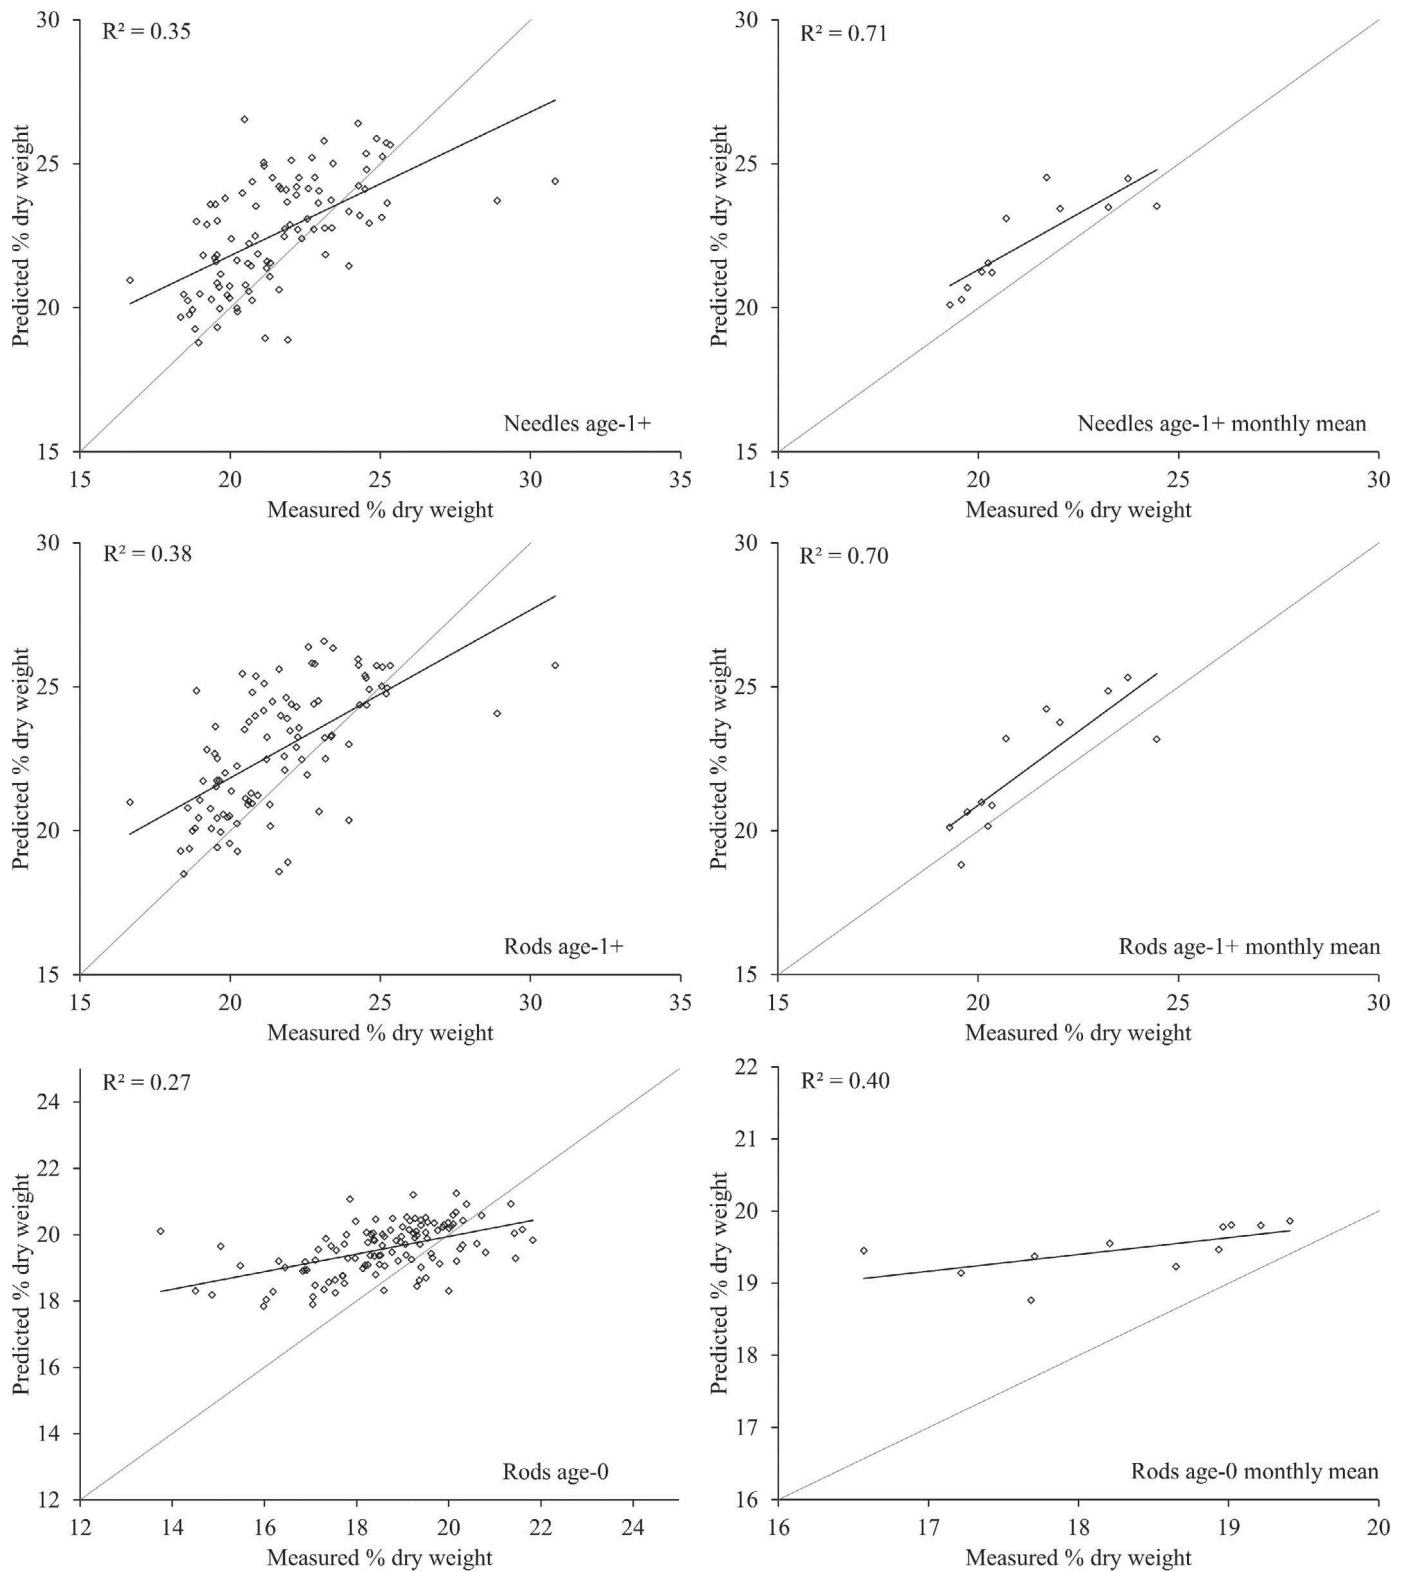 R² = 0.35
30
25
20
15
Predicted % dry weight
Needles age-1+
15 20 25 30 35
Measured % dry weight
R² = 0.71
30
25
20
15
Predicted % dry weight
Needles age-1+ monthly mean
15 20 25 30
Measured % dry weight
R² = 0.38
30
25
20
15
Predicted % dry weight
Rods age-1+
15 20 25 30 35
Measured % dry weight
R² = 0.70
30
25
20
15
Predicted % dry weight
Rods age-1+ monthly mean
15 20 25 30
Measured % dry weight
R² = 0.27
24
22
20
18
16
14
12
Predicted % dry weight
Rods age-0
12 14 16 18 20 22 24
Measured % dry weight
R² = 0.40
22
21
20
19
18
17
16
Predicted % dry weight
Rods age-0 monthly mean
16 17 18 19 20
Measured % dry weight